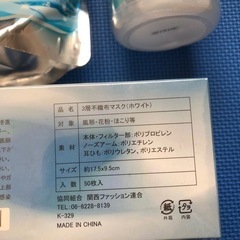 品名 2層不織布マスク(ホワイト)
対象 風邪・花粉・ほこり等
素材 本体・フィルター部:ポリプロピレン
ノーズアーム:ポリエチレン
耳ひも:ポリウレタン、ポリエステル
サイズ 約17.5×9.5cm
入数 50枚入
協同組合 関西ファッション連合
TEL:06-6228-8139
K-329
MADE IN CHINA